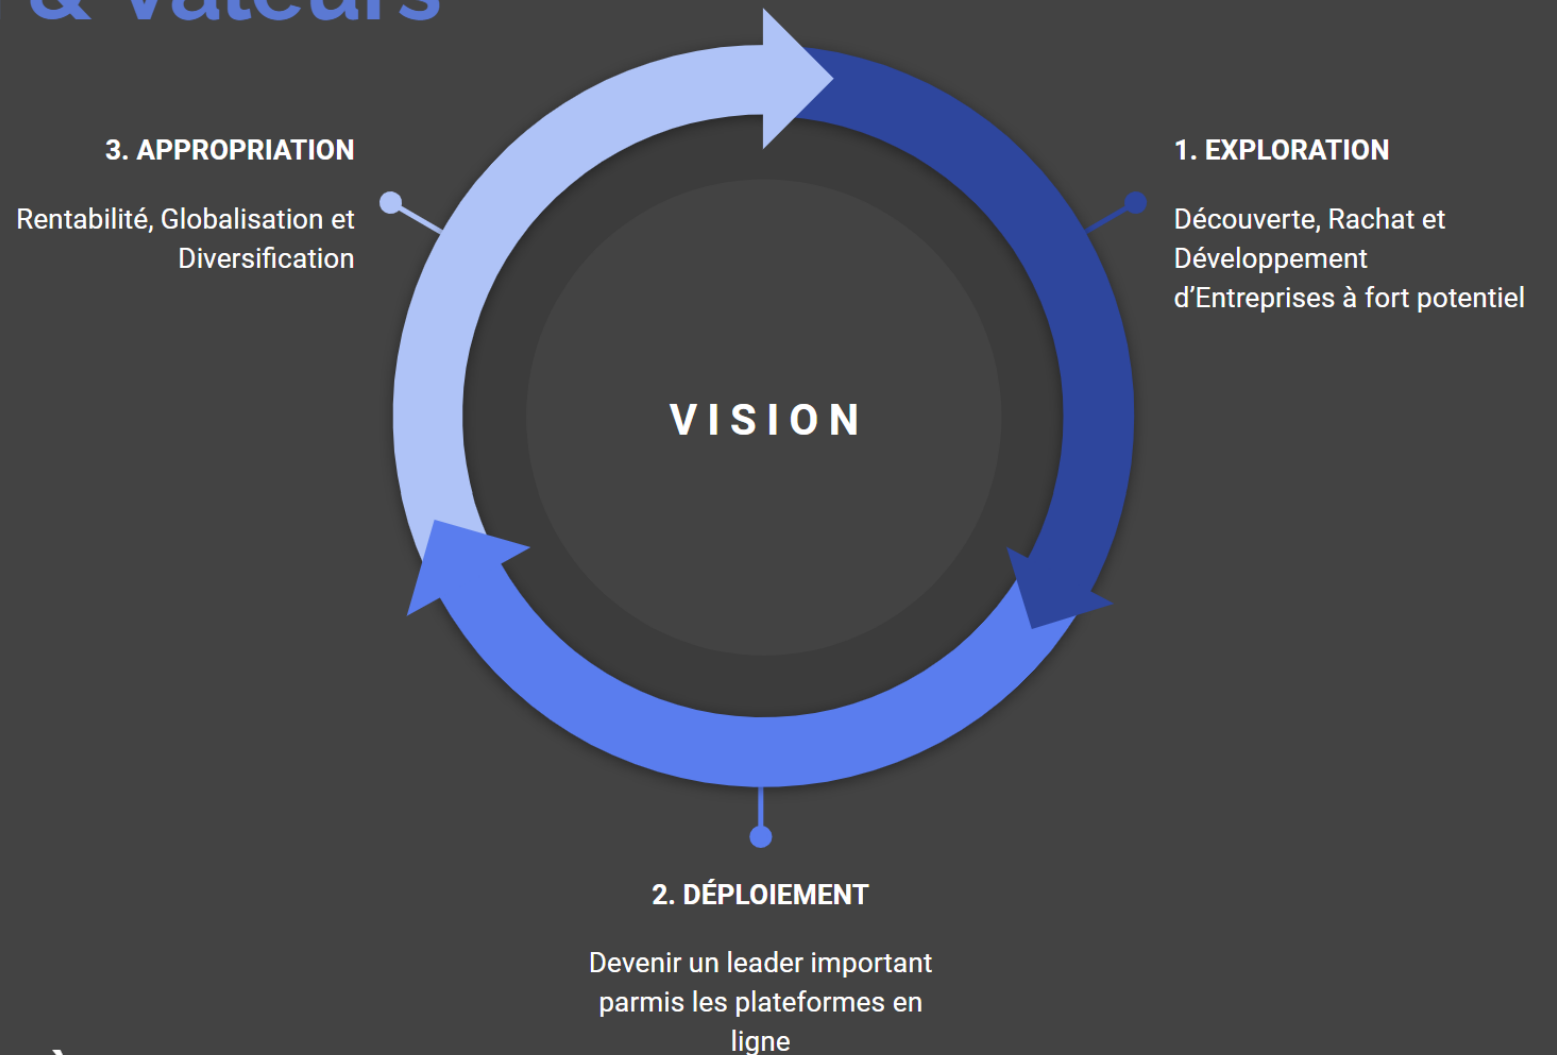 & Valeurs
3. APPROPRIATION
Rentabilité, Globalisation et
Diversification
1. EXPLORATION
Découverte, Rachat et
Développement
d’Entreprises à fort potentiel
VISION
2. DÉPLOIEMENT
Devenir un leader important
parmis les plateformes en
ligne